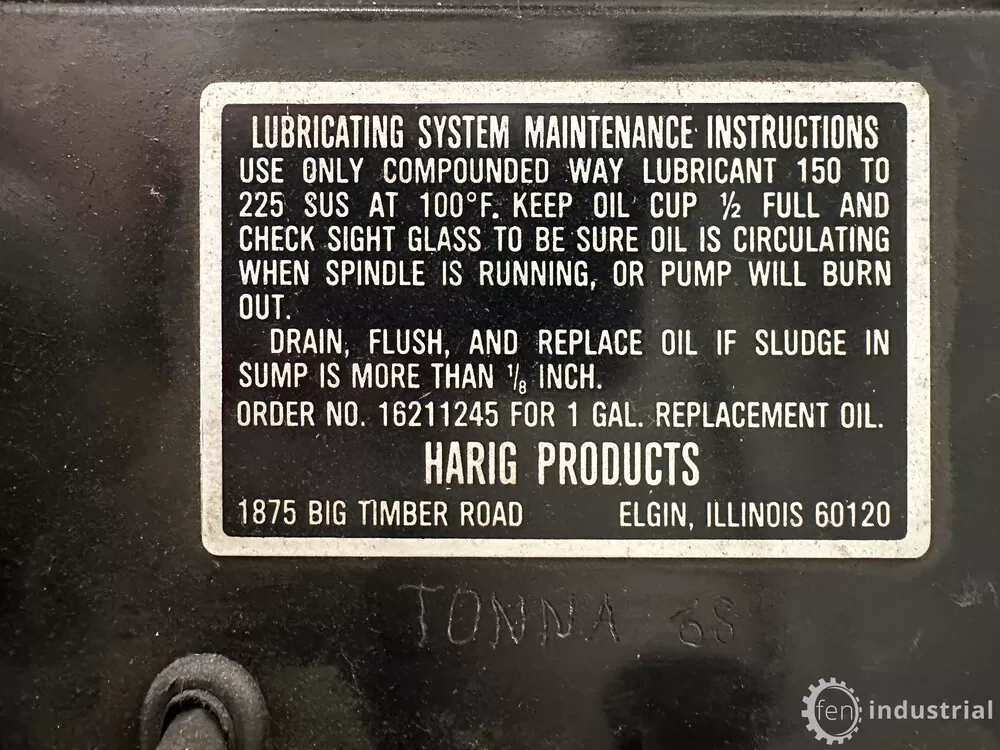 LUBRICATING SYSTEM MAINTENANCE INSTRUCTIONS
USE ONLY COMPOUNDED WAY LUBRICANT 150 TO
225 SUS AT 100°F. KEEP OIL CUP ½ FULL AND
CHECK SIGHT GLASS TO BE SURE OIL IS CIRCULATING
WHEN SPINDLE IS RUNNING, OR PUMP WILL BURN
OUT.
DRAIN, FLUSH, AND REPLACE OIL IF SLUDGE IN
SUMP IS MORE THAN ⅛ INCH.
ORDER NO. 16211245 FOR 1 GAL. REPLACEMENT OIL.
HARIG PRODUCTS
1875 BIG TIMBER ROAD ELGIN, ILLINOIS 60120
TONNA
fen industrial